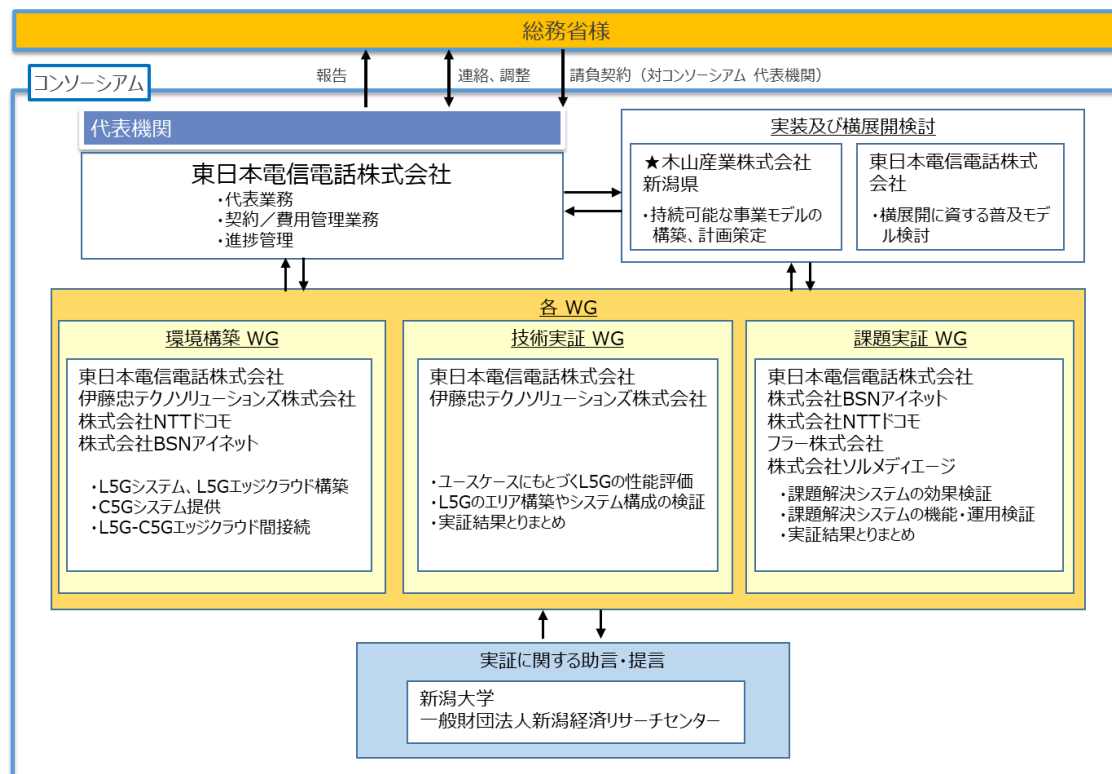 総務省様
コンソーシアム
報告
連絡、調整
請負契約（対コンソーシアム 代表機関）
代表機関
東日本電信電話株式会社
・代表業務
・契約／費用管理業務
・進捗管理
実装及び横展開検討
★木山産業株式会社
新潟県
・持続可能な事業モデルの
構築、計画策定
東日本電信電話株式
会社
・横展開に資する普及モデ
ル検討
各 WG
環境構築 WG
東日本電信電話株式会社
伊藤忠テクノソリューションズ株式会社
株式会社NTTドコモ
株式会社BSNアイネット
・L5Gシステム、L5Gエッジクラウド構築
・C5Gシステム提供
・L5G-C5Gエッジクラウド間接続
技術実証 WG
東日本電信電話株式会社
伊藤忠テクノソリューションズ株式会社
・ユースケースにもとづくL5Gの性能評価
・L5Gのエリア構築やシステム構成の検証
・実証結果とりまとめ
課題実証 WG
東日本電信電話株式会社
株式会社BSNアイネット
株式会社NTTドコモ
フラー株式会社
株式会社ソルメディエージ
・課題解決システムの効果検証
・課題解決システムの機能・運用検証
・実証結果とりまとめ
実証に関する助言・提言
新潟大学
一般財団法人新潟経済リサーチセンター